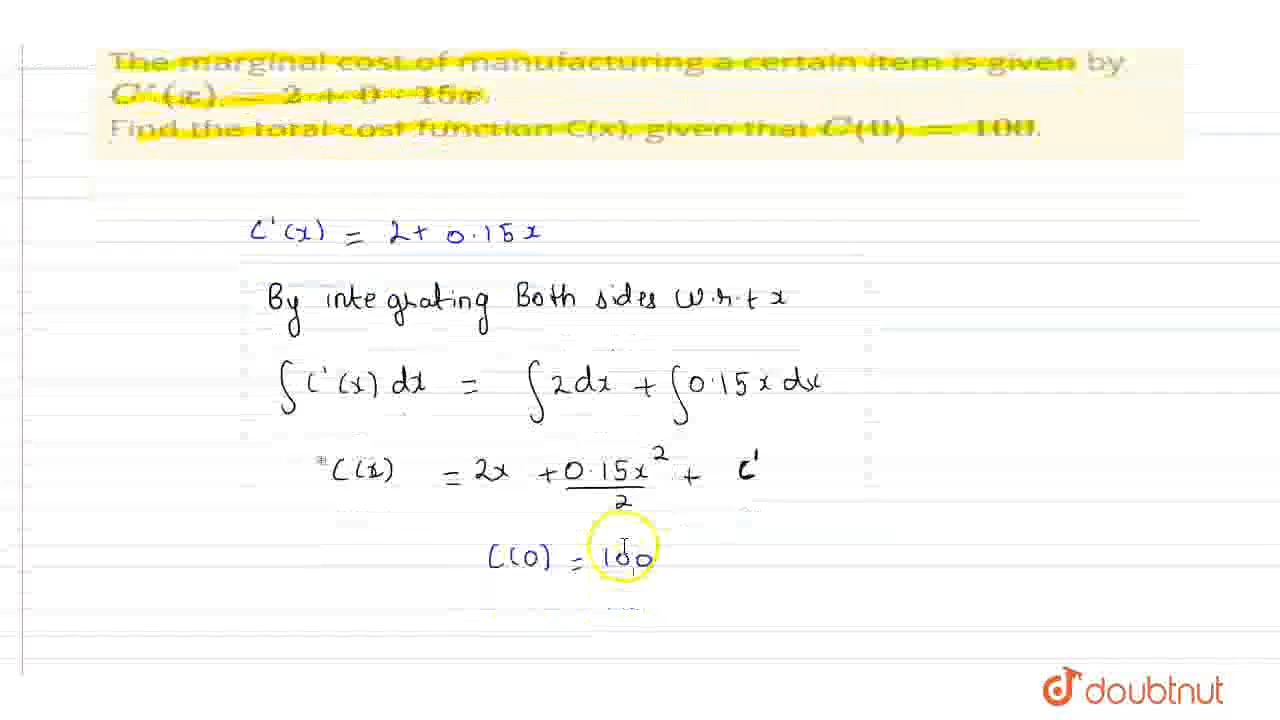 The marginal cost of manufacturing a certain item is given by
C'(x) = 2 + 0 · 15x.
Find the total cost function C(x), given that C(0) = 100.
C'(x) = 2 + 0.15x
By integrating Both sides w.r.t x
∫C'(x) dx = ∫2dx + ∫0.15x dx
C(x) = 2x + 0.15x²/2 + C'
C(0) = 100
doubtnut